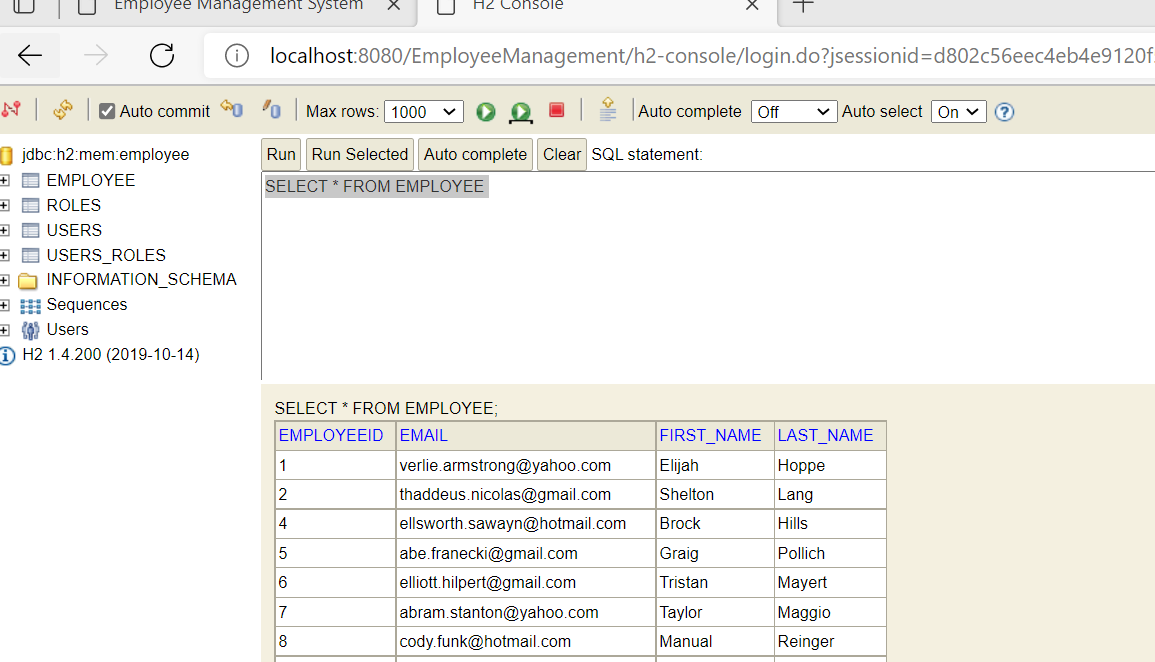 Employee Management System
H2 Console
localhost:8080/EmployeeManagement/h2-console/login.do?jsessionid=d802c56eec4eb4e9120f
Auto commit
Max rows: 1000
Auto complete Off
Auto select On
jdbc:h2:mem:employee
EMPLOYEE
ROLES
USERS
USERS_ROLES
INFORMATION_SCHEMA
Sequences
Users
H2 1.4.200 (2019-10-14)
Run Run Selected Auto complete Clear SQL statement:
SELECT * FROM EMPLOYEE
SELECT * FROM EMPLOYEE;
EMPLOYEEID EMAIL FIRST_NAME LAST_NAME
1 verlie.armstrong@yahoo.com Elijah Hoppe
2 thaddeus.nicolas@gmail.com Shelton Lang
4 ellsworth.sawayn@hotmail.com Brock Hills
5 abe.franecki@gmail.com Graig Pollich
6 elliott.hilpert@gmail.com Tristan Mayert
7 abram.stanton@yahoo.com Taylor Maggio
8 cody.funk@hotmail.com Manual Reinger